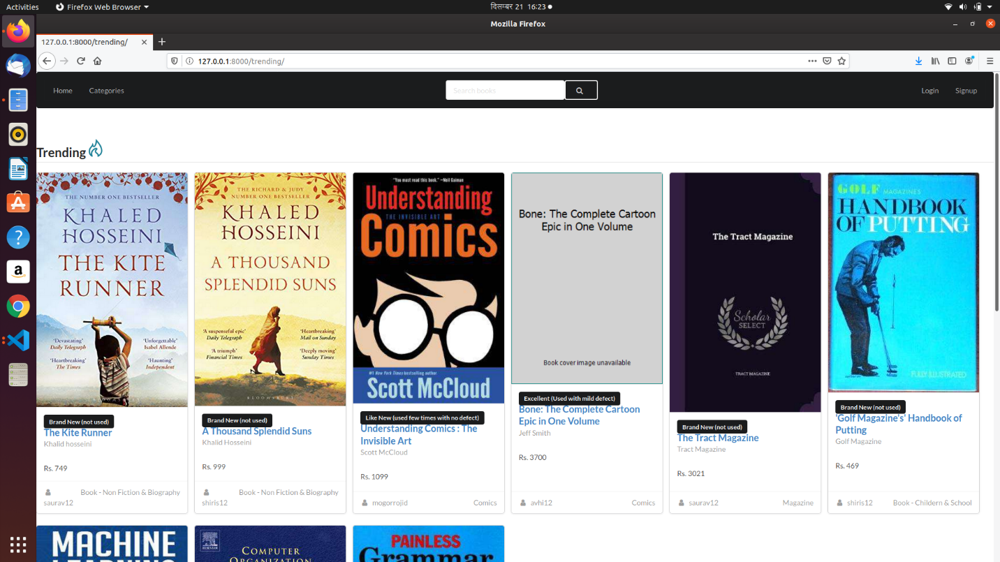 Activities
Firefox Web Browser
दिसम्बर 21 16:23
Mozilla Firefox
127.0.0.1:8000/trending/
127.0.0.1:8000/trending/
Home
Categories
Search books
Login
Signup
Trending
THE NUMBER ONE BESTSELLER
KHALED
HOSSEINI
THE KITE
RUNNER
'Devastating'
Daily Telegraph
'Unforgettable'
Isabel Allende
'Heartbreaking'
The Times
'Haunting'
Independent
BLOOMSBURY
Brand New (not used)
The Kite Runner
Khalid hosseini
Rs. 749
saurav12
Book - Non Fiction & Biography
THE RICHARD & JUDY
NUMBER ONE BESTSELLER
KHALED
HOSSEINI
A THOUSAND
SPLENDID SUNS
'A suspenseful epic'
Daily Telegraph
'Heartbreaking'
Mail on Sunday
'A triumph'
Financial Times
'Deeply moving'
Sunday Times
BLOOMSBURY
Brand New (not used)
A Thousand Splendid Suns
Khalid Hosseini
Rs. 999
shiris12
Book - Non Fiction & Biography
"You must read this book." —Neil Gaiman
Understanding
THE INVISIBLE ART
Comics
#1 New York Times bestselling author
Scott McCloud
Like New (used few times with no defect)
Understanding Comics : The
Invisible Art
Scott McCloud
Rs. 1099
mogorrojid
Comics
Bone: The Complete Cartoon
Epic in One Volume
Book cover image unavailable
Excellent (Used with mild defect)
Bone: The Complete Cartoon
Epic in One Volume
Jeff Smith
Rs. 3700
avhi12
Comics
The Tract Magazine
Scholar
SELECT
TRACT MAGAZINE
Brand New (not used)
The Tract Magazine
Tract Magazine
Rs. 3021
saurav12
Magazine
GOLF MAGAZINE'S
HANDBOOK
OF PUTTING
FULLY ILLUSTRATED
Brand New (not used)
'Golf Magazine's' Handbook of
Putting
Golf Magazine
Rs. 469
shiris12
Book - Childern & School
MACHINE
LEARNING
ELSEVIER
COMPUTER
ORGANIZATION
PAINLESS
Grammar